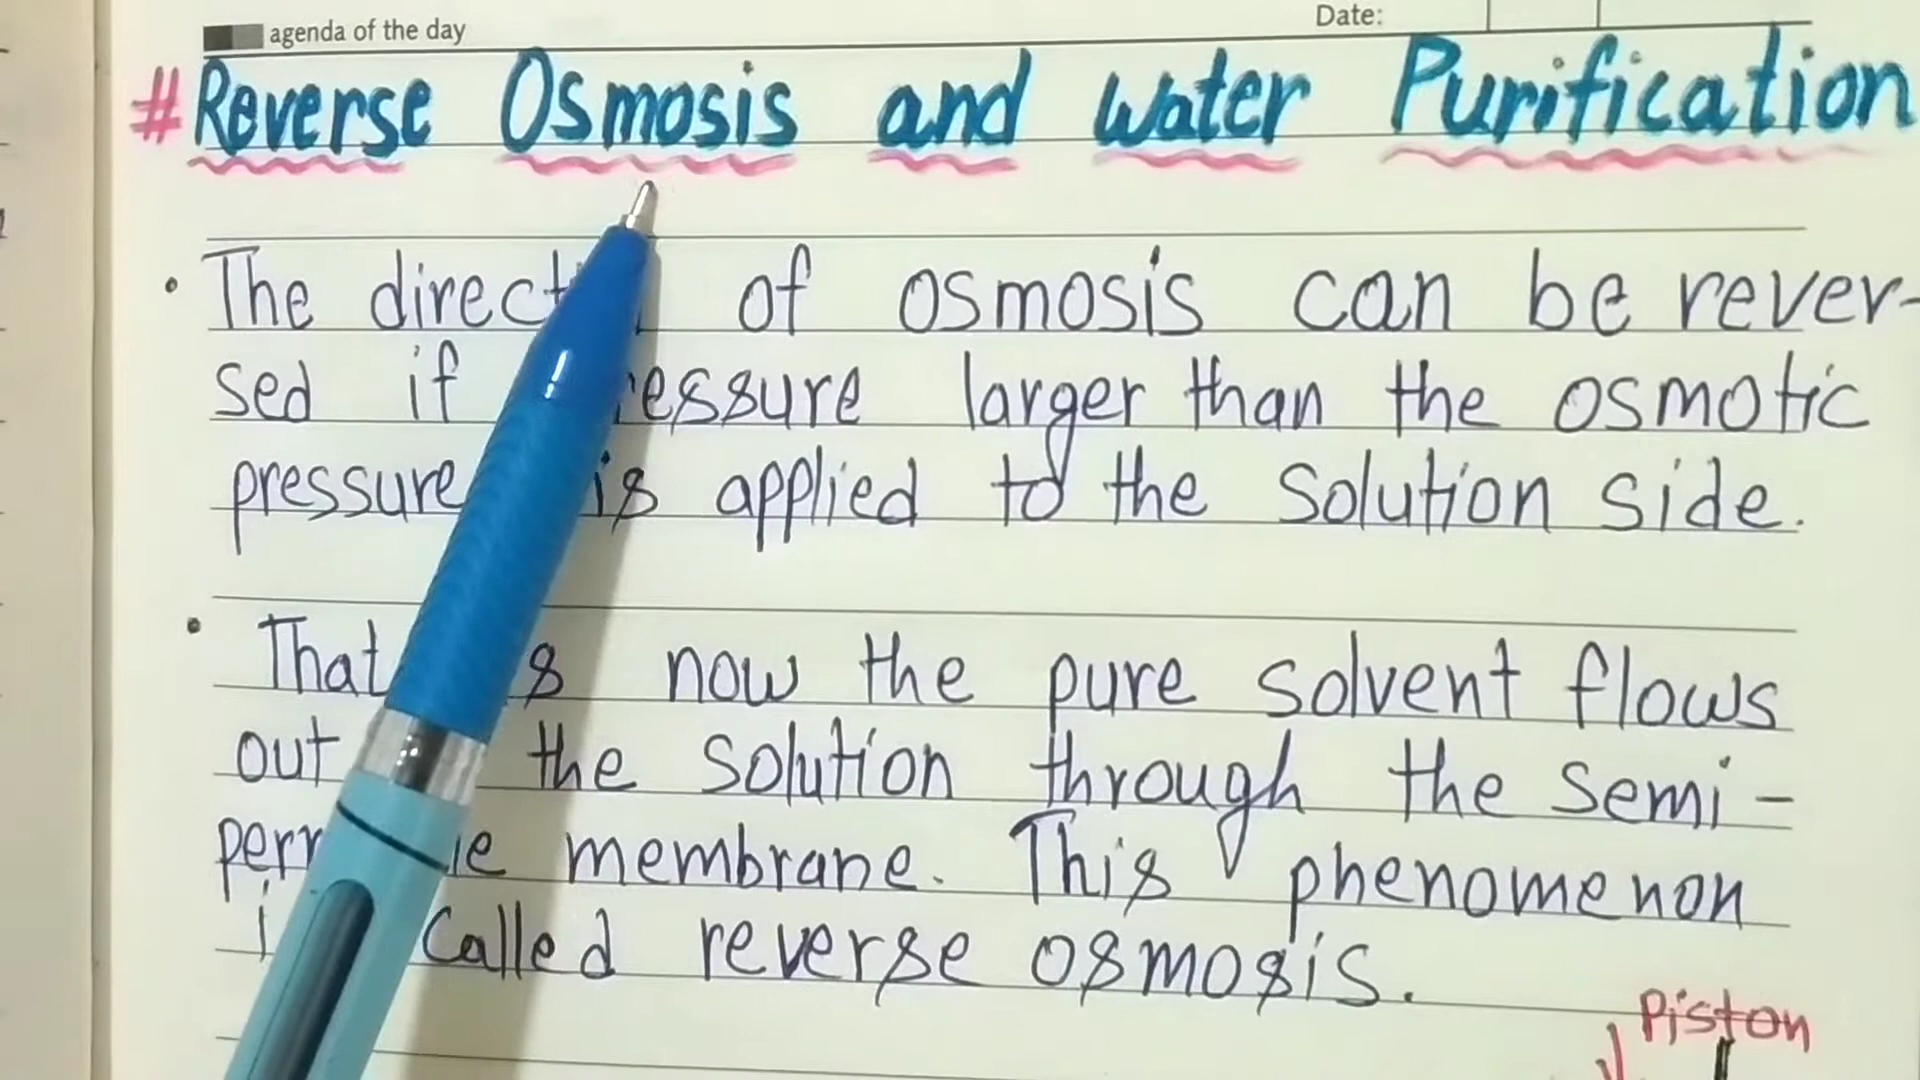 agenda of the day
Date:
# Reverse Osmosis and water Purification
• The of osmosis can be rever-
sed if larger than the osmotic
pressure is applied to the solution side.
• That now the pure solvent flows
out the solution through the semi-
membrane. This phenomenon
called reverse osmosis.
Piston